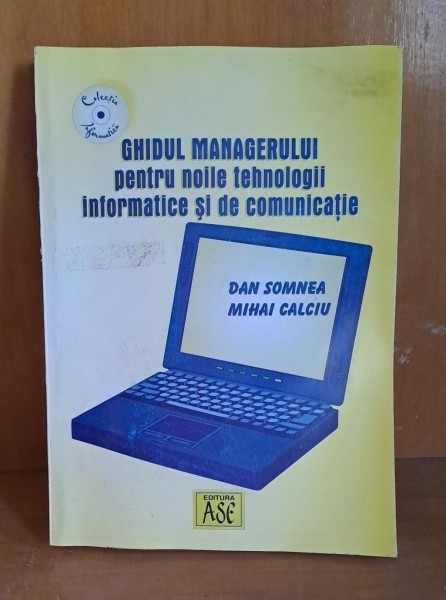 Colecția
Informatică
GHIDUL MANAGERULUI
pentru noile tehnologii
informatice și de comunicație
DAN SOMNEA
MIHAI CALCIU
EDITURA
ASE